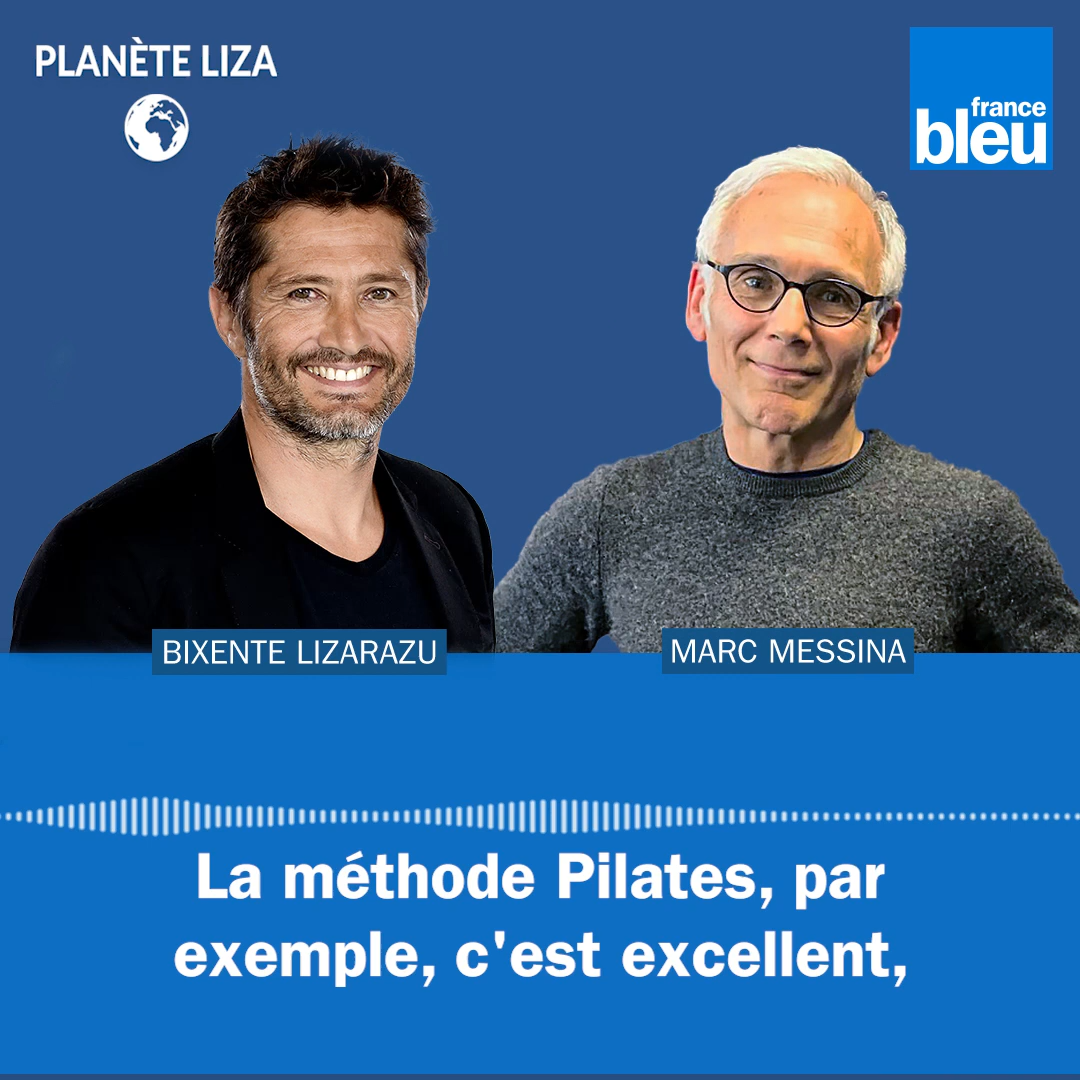 PLANÈTE LIZA
france
bleu
BIXENTE LIZARAZU
MARC MESSINA
La méthode Pilates, par
exemple, c'est excellent,